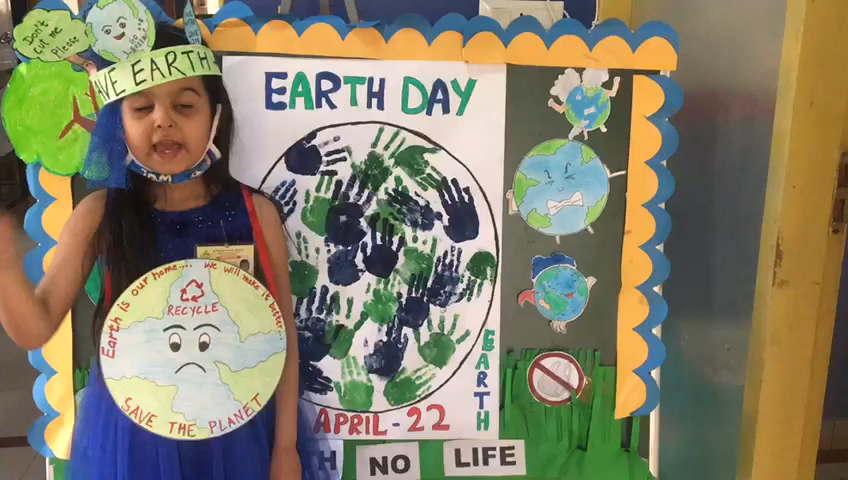 Don't
cut me
Please
AVE EARTH
EARTH DAY
Earth is our home.... we will make it better...
RECYCLE
SAVE THE PLANET
EARTH
APRIL-22
H NO LIFE